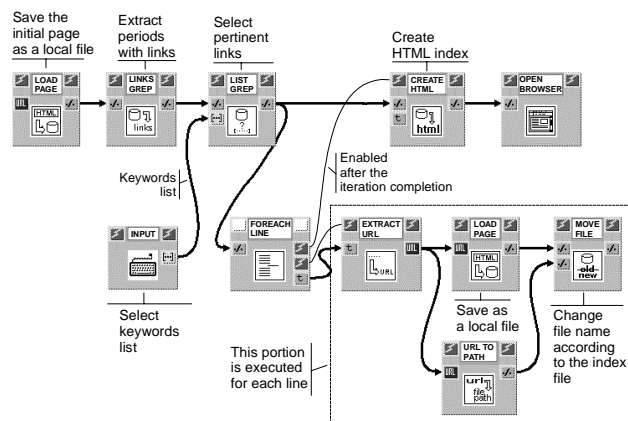 Save the
initial page
as a local file
Extract
periods
with links
Select
pertinent
links
Create
HTML index
LOAD
PAGE
URL
HTML
LINKS
GREP
links
LIST
GREP
?
[....]
[...]
CREATE
HTML
t
html
OPEN
BROWSER
Keywords
list
Enabled
after the
iteration completion
INPUT
[...]
Select
keywords
list
FOREACH
LINE
t
EXTRACT
URL
t
URL
URL
LOAD
PAGE
URL
HTML
MOVE
FILE
old
new
Save as
a local file
Change
file name
according
to the index
file
This portion
is executed
for each line
URL TO
PATH
URL
url
file
path